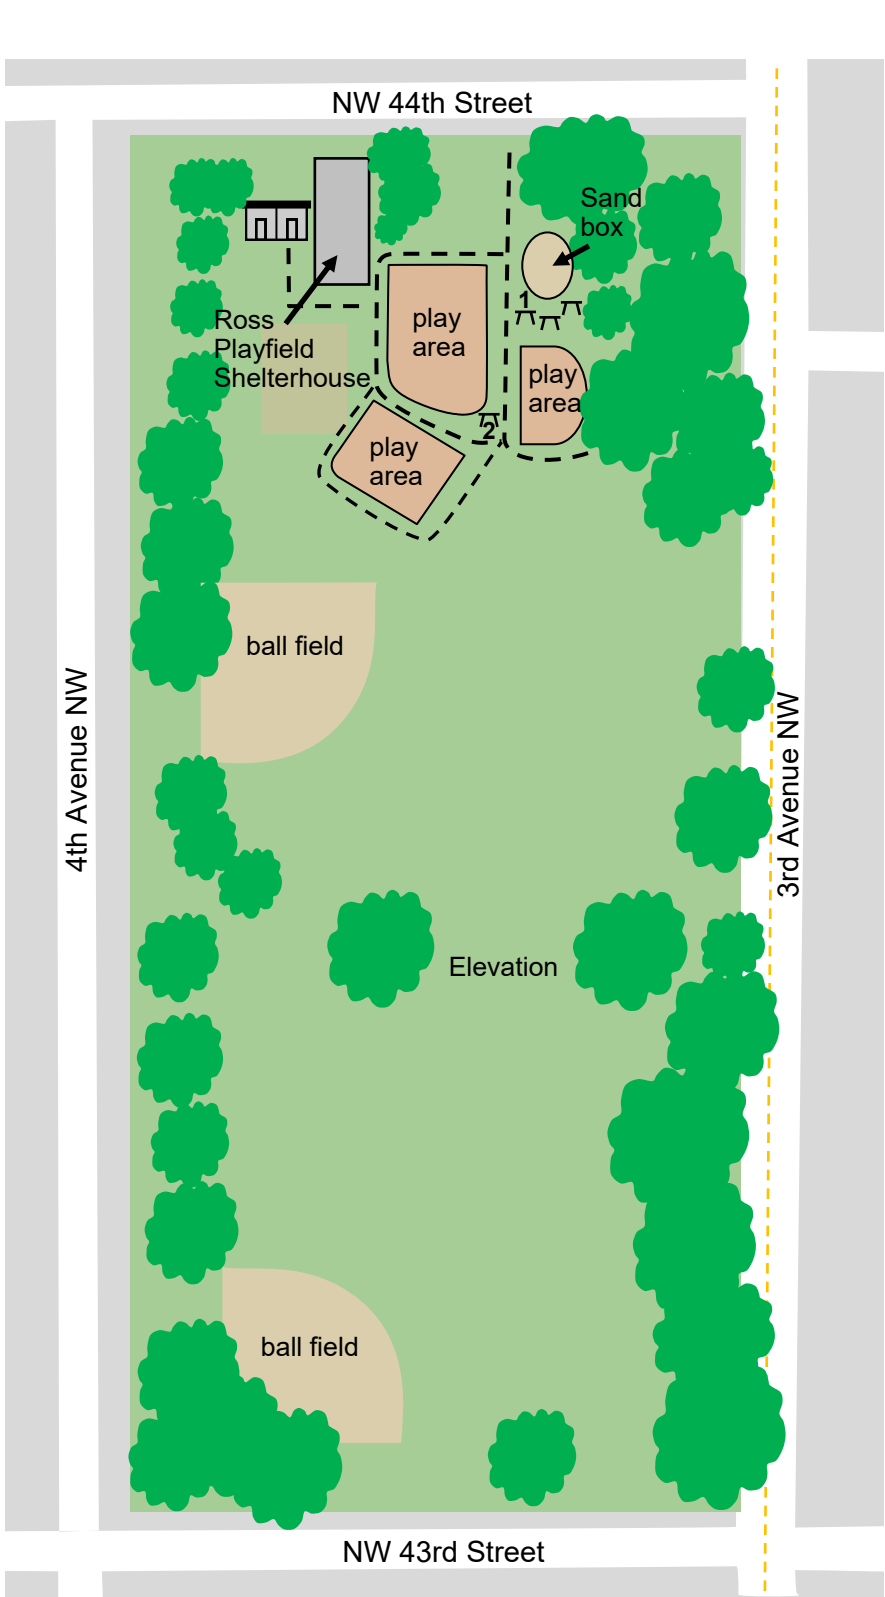 NW 44th Street
Sand
box
1
Ross
Playfield
Shelterhouse
play
area
play
area
2
play
area
ball field
4th Avenue NW
3rd Avenue NW
Elevation
ball field
NW 43rd Street